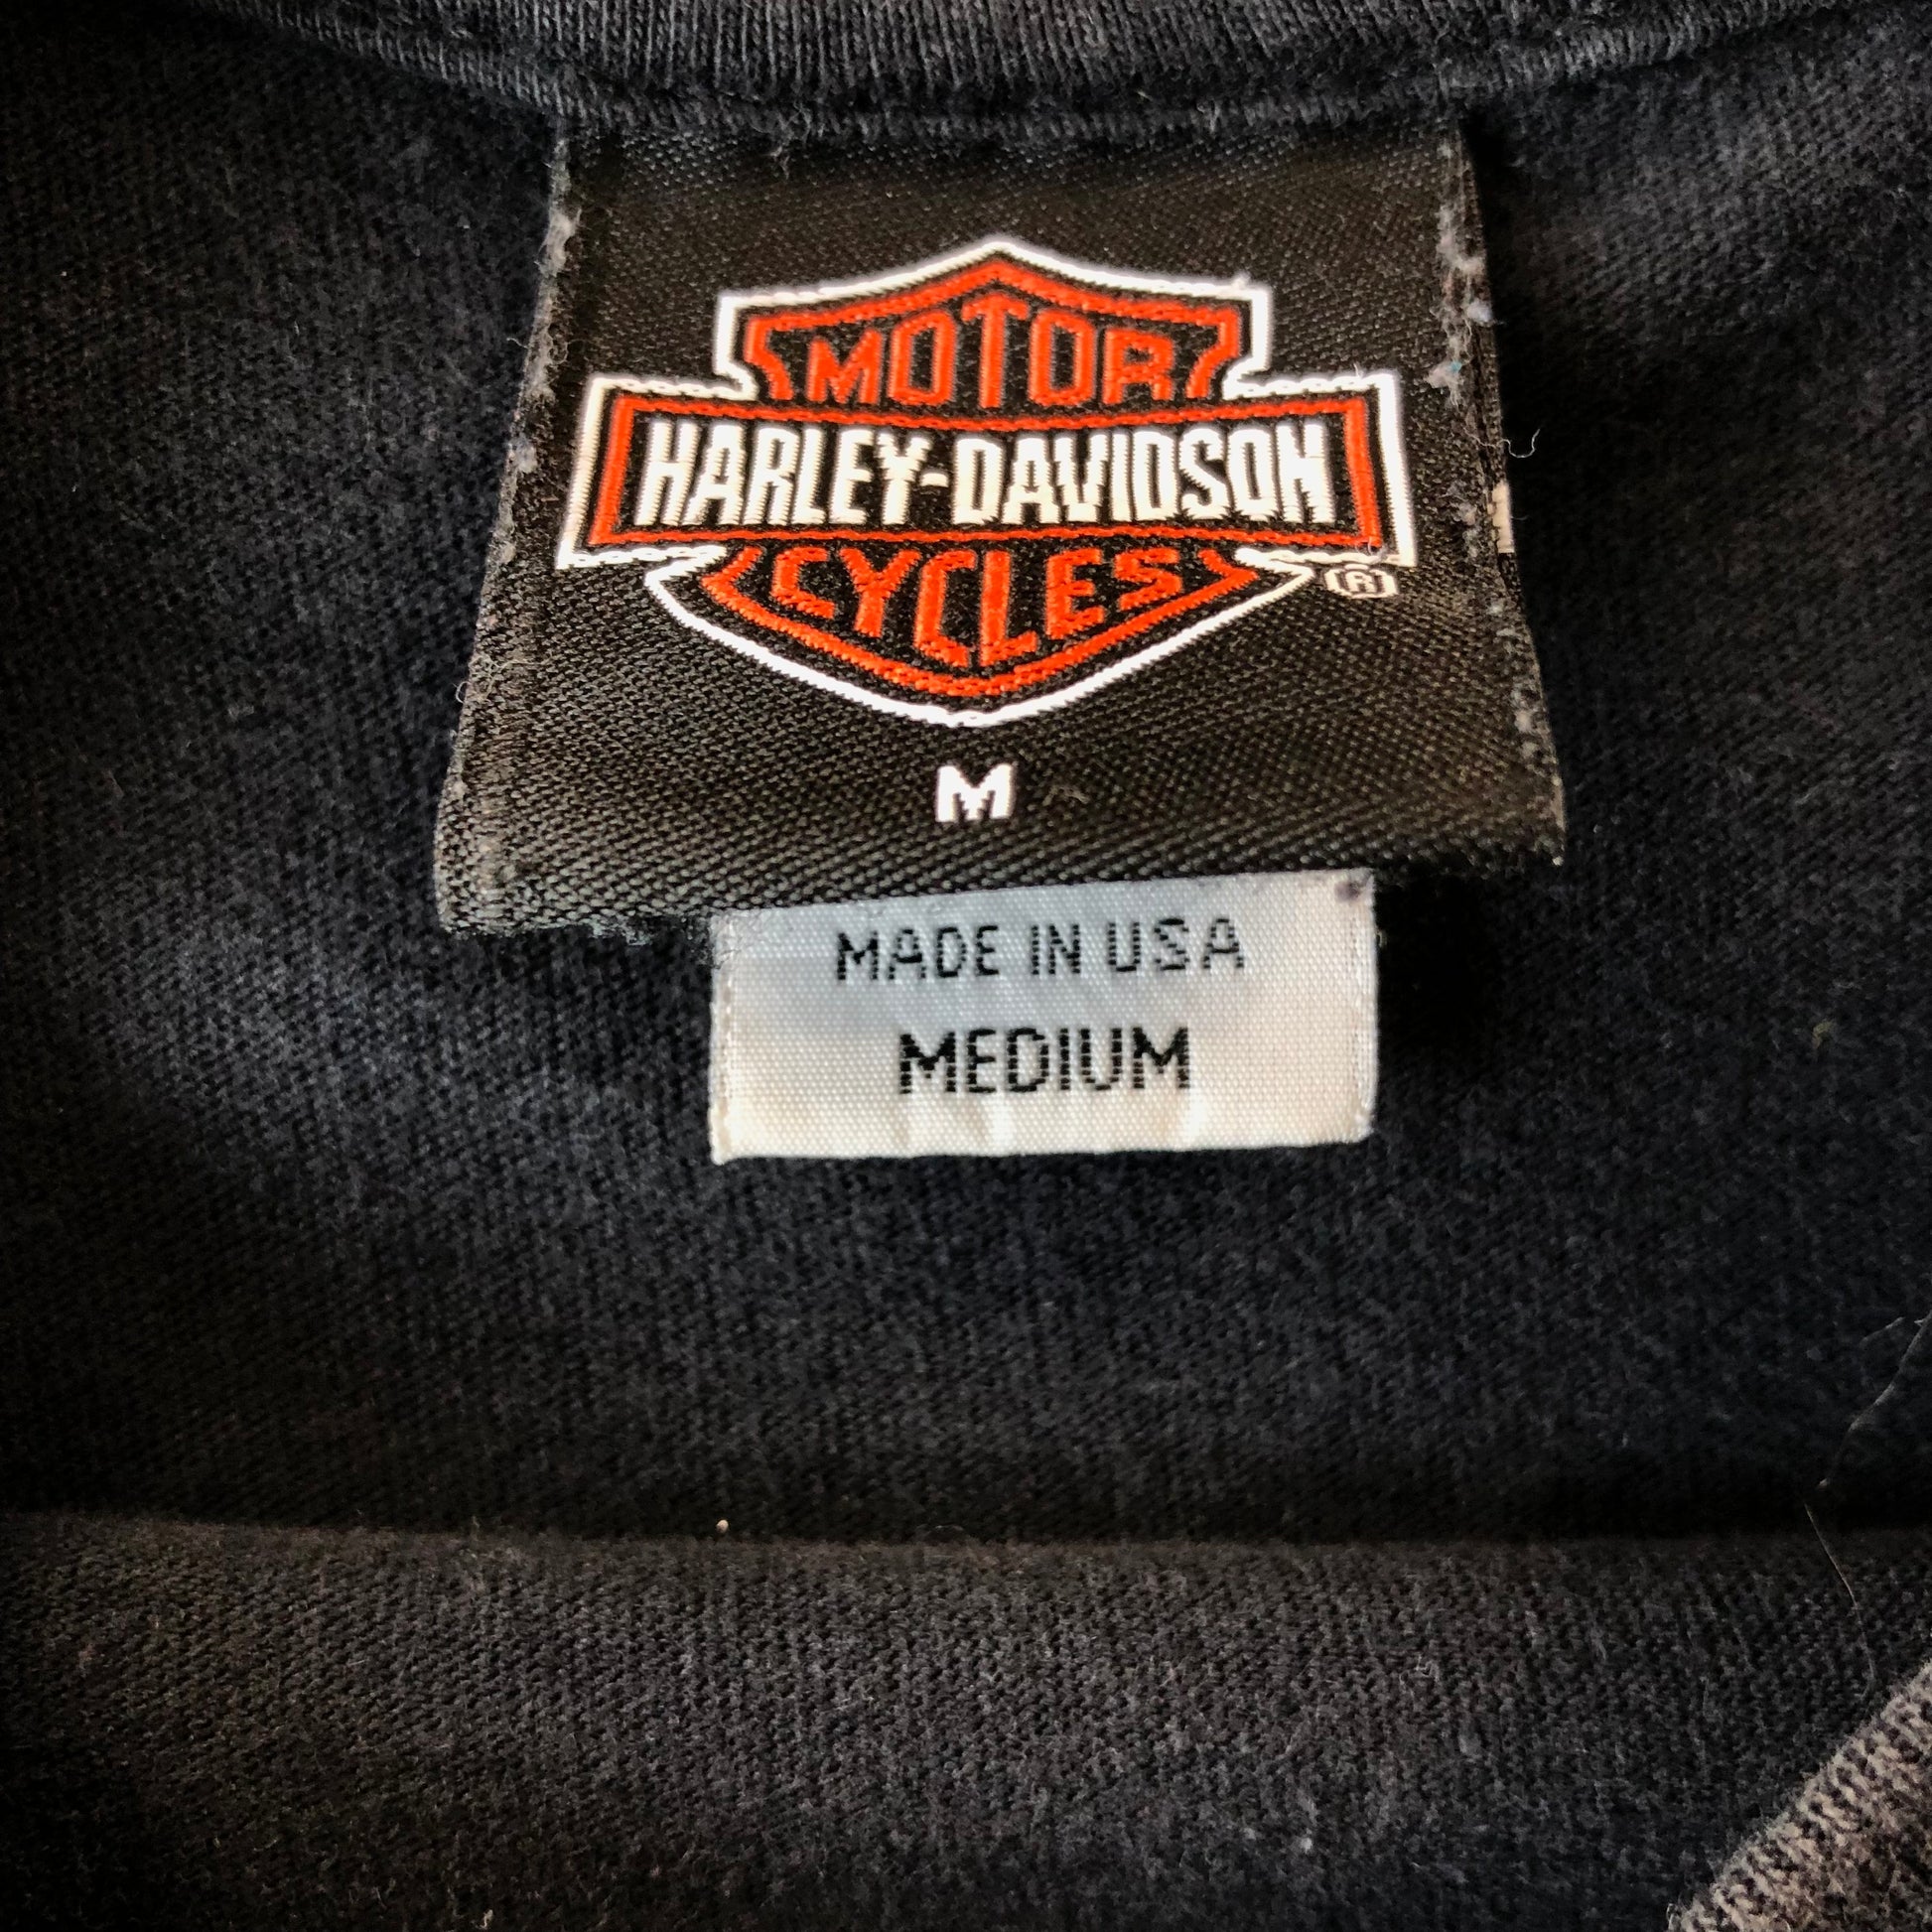 MOTOR
HARLEY-DAVIDSON
CYCLES
®
M
MADE IN USA
MEDIUM